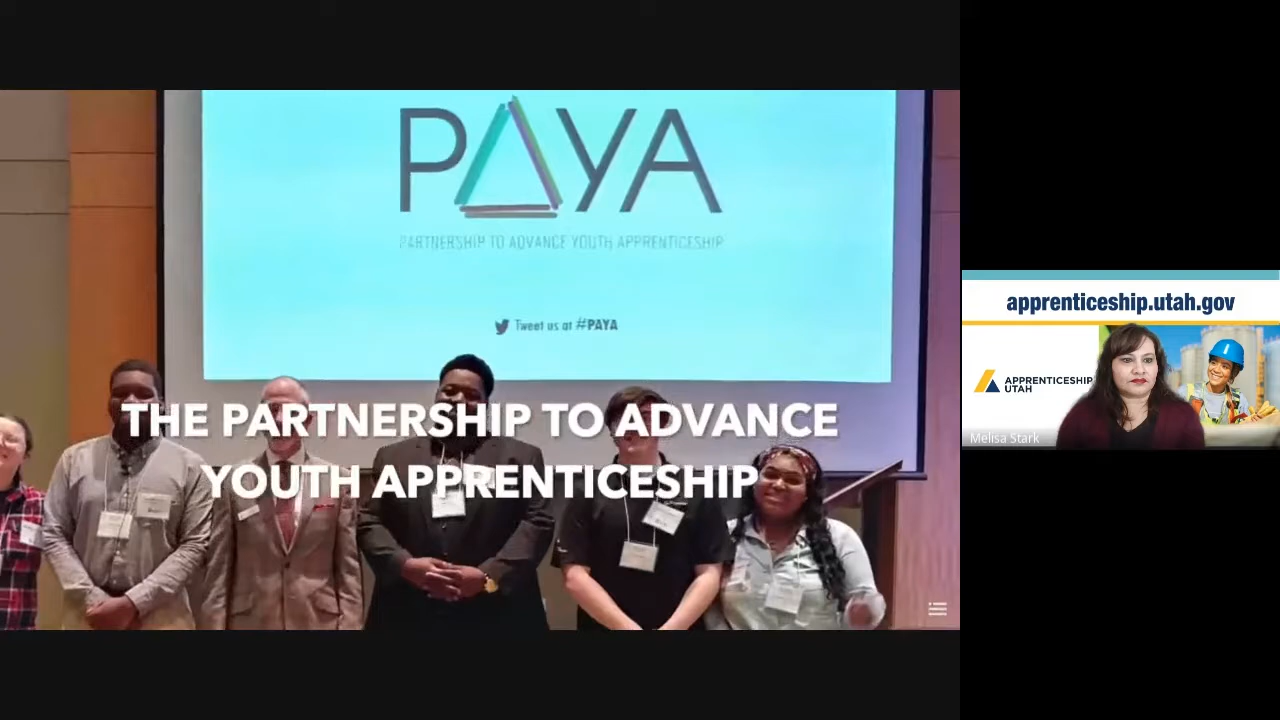 PAYA
PARTNERSHIP TO ADVANCE YOUTH APPRENTICESHIP
Tweet us at #PAYA
THE PARTNERSHIP TO ADVANCE
YOUTH APPRENTICESHIP
apprenticeship.utah.gov
APPRENTICESHIP
UTAH
Melisa Stark